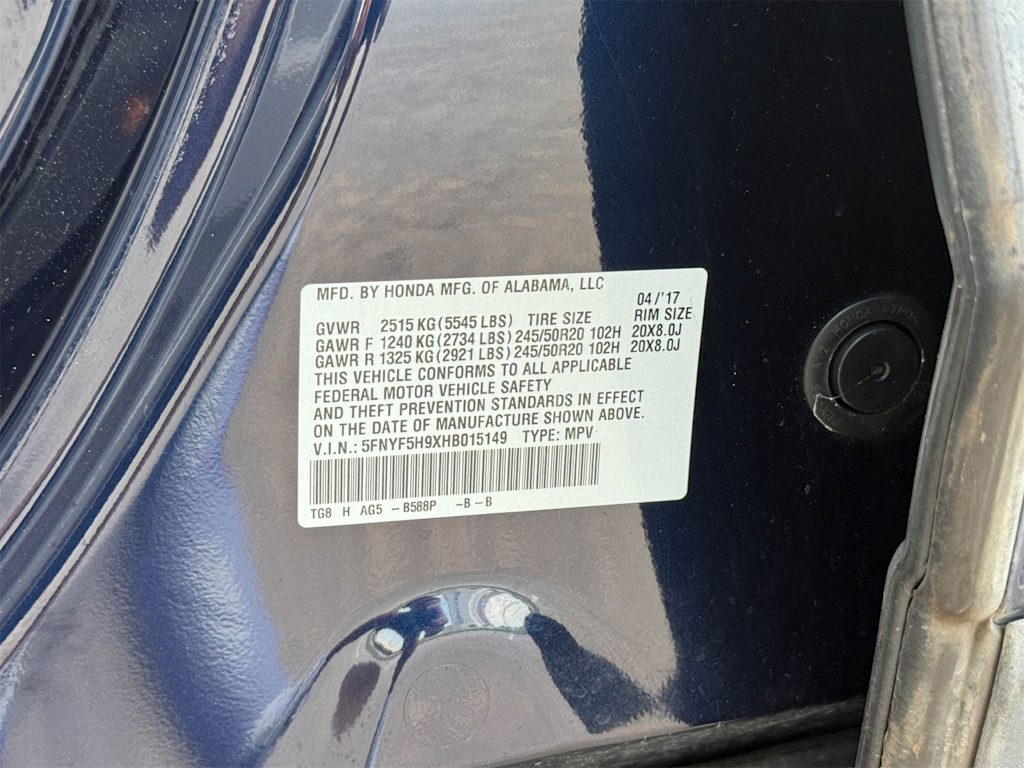 MFD. BY HONDA MFG. OF ALABAMA, LLC
04/'17
GVWR 2515 KG (5545 LBS) TIRE SIZE RIM SIZE
GAWR F 1240 KG (2734 LBS) 245/50R20 102H 20X8.0J
GAWR R 1325 KG (2921 LBS) 245/50R20 102H 20X8.0J
THIS VEHICLE CONFORMS TO ALL APPLICABLE
FEDERAL MOTOR VEHICLE SAFETY
AND THEFT PREVENTION STANDARDS IN EFFECT
ON THE DATE OF MANUFACTURE SHOWN ABOVE.
V.I.N.: 5FNYF5H9XHB015149 TYPE: MPV
TG8 H AG5 -B588P -B-B
HONDA